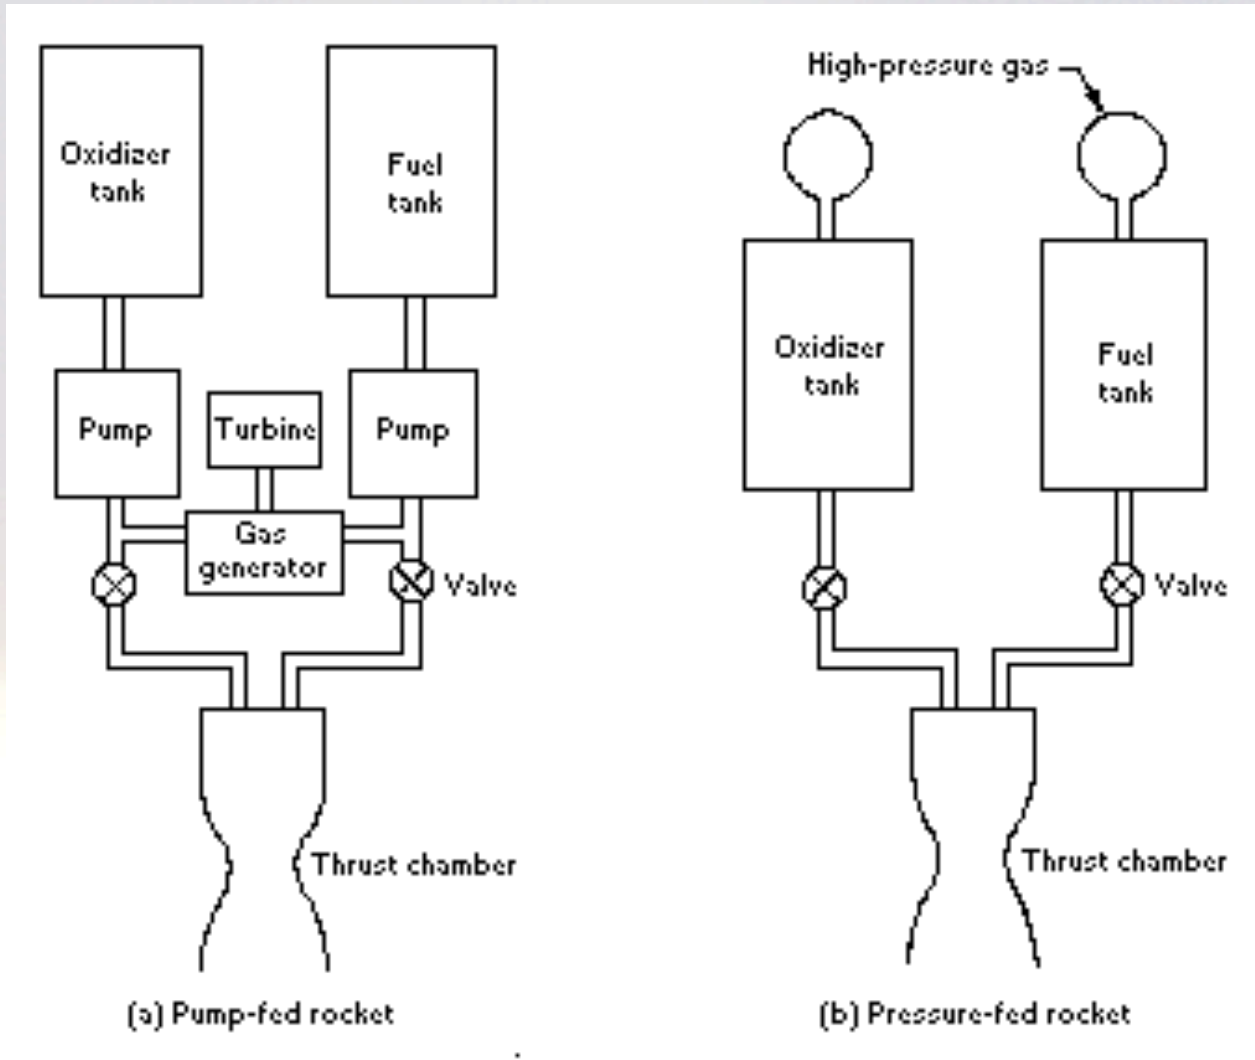 Oxidizer
tank
Fuel
tank
Pump
Turbine
Pump
Gas
generator
Valve
Thrust chamber
(a) Pump-fed rocket
High-pressure gas
Oxidizer
tank
Fuel
tank
Valve
Thrust chamber
(b) Pressure-fed rocket